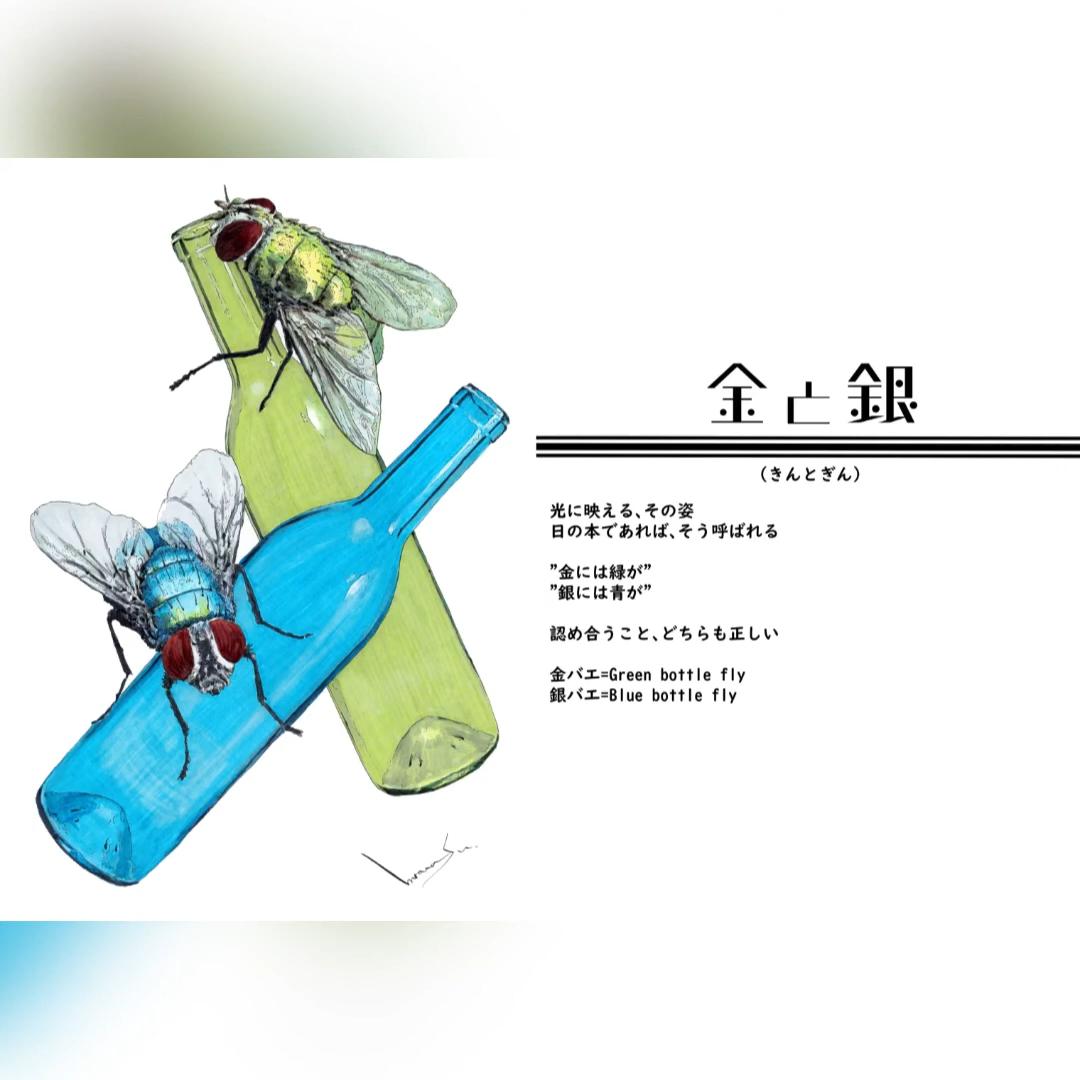 金と銀
（きんとぎん）
光に映える、その姿
日の本であれば、そう呼ばれる
”金には緑が”
”銀には青が”
認め合うこと、どちらも正しい
金バエ=Green bottle fly
銀バエ=Blue bottle fly